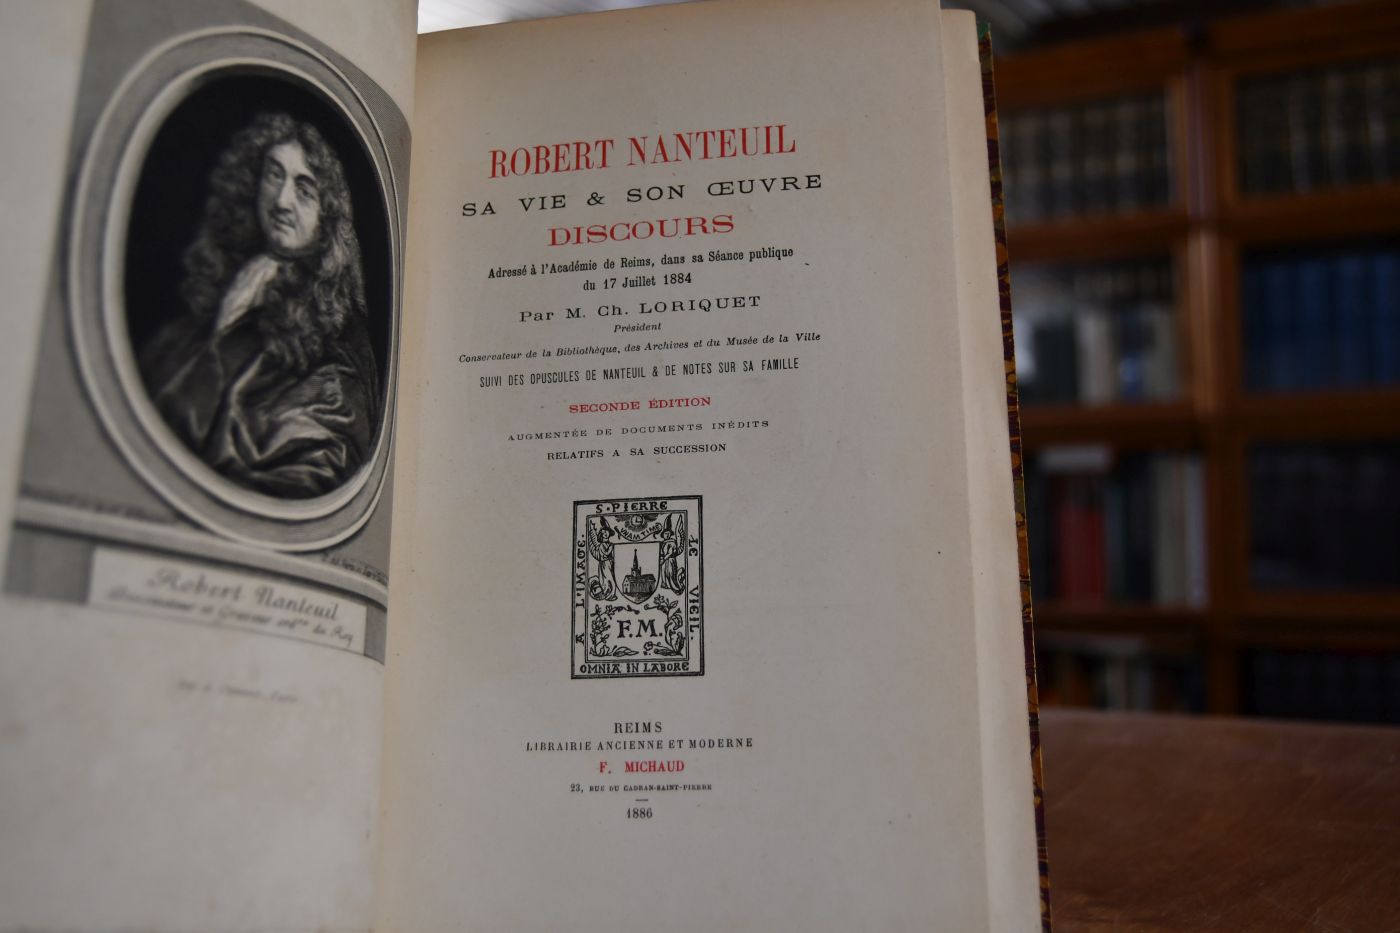 Robert Nanteuil
du Roy
ROBERT NANTEUIL
SA VIE & SON ŒUVRE
DISCOURS
Adressé à l'Académie de Reims, dans sa Séance publique
du 17 Juillet 1884
Par M. Ch. LORIQUET
Président
Conservateur de la Bibliothèque, des Archives et du Musée de la Ville
SUIVI DES OPUSCULES DE NANTEUIL & DE NOTES SUR SA FAMILLE
SECONDE ÉDITION
AUGMENTÉE DE DOCUMENTS INÉDITS
RELATIFS A SA SUCCESSION
S. PIERRE
A L'IMAGE.
LE VIEIL.
F.M.
OMNIA IN LABORE
REIMS
LIBRAIRIE ANCIENNE ET MODERNE
F. MICHAUD
23, RUE DU CADRAN-SAINT-PIERRE
1886